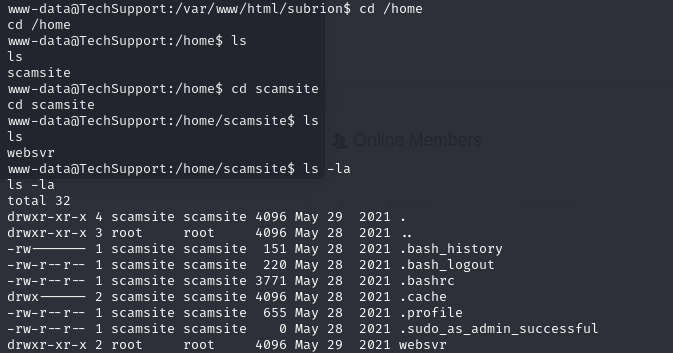 www-data@TechSupport:/var/www/html/subrion$ cd /home
cd /home
www-data@TechSupport:/home$ ls
ls
scamsite
www-data@TechSupport:/home$ cd scamsite
cd scamsite
www-data@TechSupport:/home/scamsite$ ls
ls
Online Members
websvr
www-data@TechSupport:/home/scamsite$ ls -la
ls -la
total 32
drwxr-xr-x 4 scamsite scamsite 4096 May 29  2021 .
drwxr-xr-x 3 root     root     4096 May 28  2021 ..
-rw------- 1 scamsite scamsite  151 May 28  2021 .bash_history
-rw-r--r-- 1 scamsite scamsite  220 May 28  2021 .bash_logout
-rw-r--r-- 1 scamsite scamsite 3771 May 28  2021 .bashrc
drwx------ 2 scamsite scamsite 4096 May 28  2021 .cache
-rw-r--r-- 1 scamsite scamsite  655 May 28  2021 .profile
-rw-r--r-- 1 scamsite scamsite    0 May 28  2021 .sudo_as_admin_successful
drwxr-xr-x 2 root     root     4096 May 29  2021 websvr